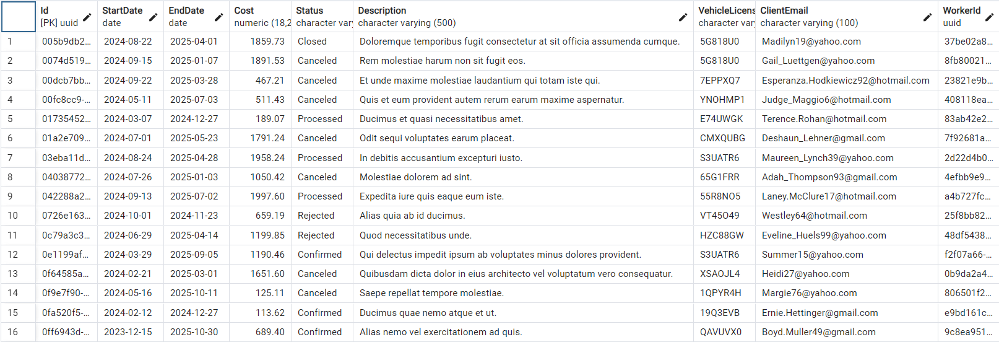 Id StartDate EndDate Cost Status Description VehicleLicens ClientEmail WorkerId
[PK] uuid date date numeric (18,2 character vary character varying (500) character vary character varying (100) uuid
1 005b9db2... 2024-08-22 2025-04-01 1859.73 Closed Doloremque temporibus fugit consectetur at sit officia assumenda cumque. 5G818U0 Madilyn19@yahoo.com 37be02a8...
2 0074d519... 2024-09-15 2025-01-07 1891.53 Canceled Rem molestiae harum non sit fugit eos. 5G818U0 Gail_Luettgen@yahoo.com 8fb80021...
3 00dcb7bb... 2024-09-22 2025-03-28 467.21 Canceled Et unde maxime molestiae laudantium qui totam iste qui. 7EPPXQ7 Esperanza.Hodkiewicz92@hotmail.com 23821e9b...
4 00fc8cc9-... 2024-05-11 2025-07-03 511.43 Canceled Quis et eum provident autem rerum earum maxime aspernatur. YNOHMP1 Judge_Maggio6@hotmail.com 408118ea...
5 01735452... 2024-03-07 2024-12-27 189.07 Processed Ducimus et quasi necessitatibus amet. E74UWGK Terence.Rohan@hotmail.com 83ab42e2...
6 01a2e709... 2024-07-01 2025-05-23 1791.24 Canceled Odit sequi voluptates earum placeat. CMXQUBG Deshaun_Lehner@gmail.com 7f92681a...
7 03eba11d... 2024-08-24 2025-04-28 1958.24 Processed In debitis accusantium excepturi iusto. S3UATR6 Maureen_Lynch39@yahoo.com 2d22d4b0...
8 04038772... 2024-07-26 2025-01-03 1050.42 Canceled Molestiae dolorem ad sint. 65G1FRR Adah_Thompson93@gmail.com 4efbb9e9...
9 042288a2... 2024-09-13 2025-07-02 1997.60 Processed Expedita iure quis eaque eum iste. 55R8NO5 Laney.McClure17@hotmail.com a4b727fc...
10 0726e163... 2024-10-01 2024-11-23 659.19 Rejected Alias quia ab id ducimus. VT45O49 Westley64@hotmail.com 25f8bb82...
11 0c79a3c3... 2024-06-29 2025-04-14 1199.85 Rejected Quod necessitatibus unde. HZC88GW Eveline_Huels99@yahoo.com 48df5438...
12 0e1199af... 2024-03-29 2025-09-05 1190.46 Confirmed Qui delectus impedit ipsum ab voluptates minus dolores provident. S3UATR6 Summer15@yahoo.com f2f07a66-...
13 0f64585a... 2024-02-21 2025-03-01 1651.60 Canceled Quibusdam dicta dolor in eius architecto vel voluptatum vero consequatur. XSAOJL4 Heidi27@yahoo.com 0b9da2a4...
14 0f9e7f90-... 2024-05-16 2025-10-11 125.11 Canceled Saepe repellat tempore molestiae. 1QPYR4H Margie76@yahoo.com 806501f2...
15 0fa520f5-... 2024-02-12 2024-12-27 113.62 Confirmed Ducimus quae nemo atque et ut. 19Q3EVB Ernie.Hettinger@gmail.com e9bd161c...
16 0ff6943d-... 2023-12-15 2025-10-30 689.40 Confirmed Alias nemo vel exercitationem ad quis. QAVUVX0 Boyd.Muller49@gmail.com 9c8ea951...